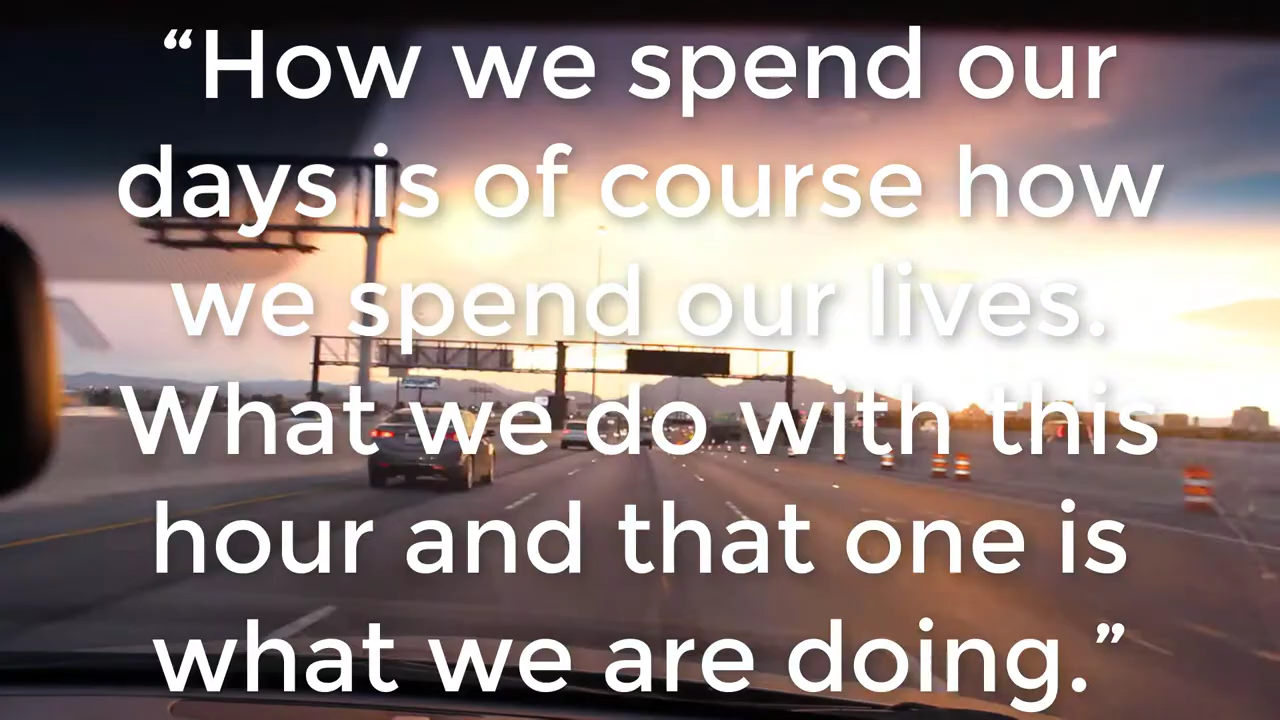 “How we spend our
days is of course how
we spend our lives.
What we do with this
hour and that one is
what we are doing.”